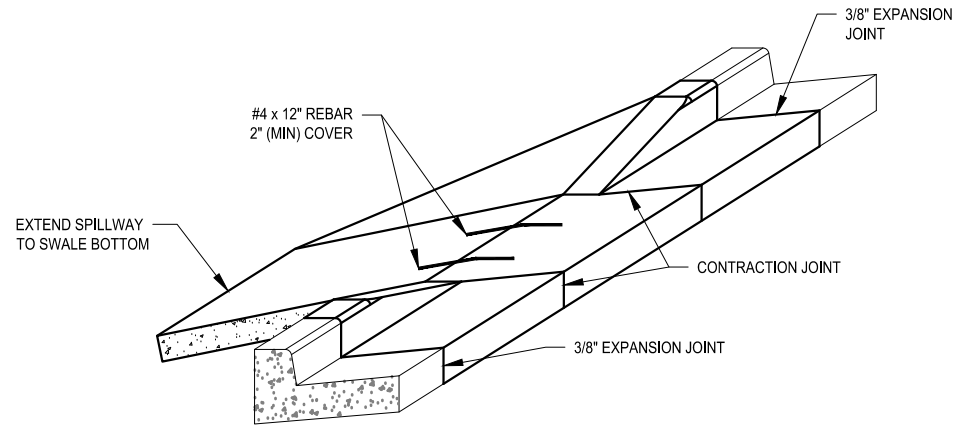 3/8" EXPANSION
JOINT
#4 x 12" REBAR
2" (MIN) COVER
EXTEND SPILLWAY
TO SWALE BOTTOM
CONTRACTION JOINT
3/8" EXPANSION JOINT